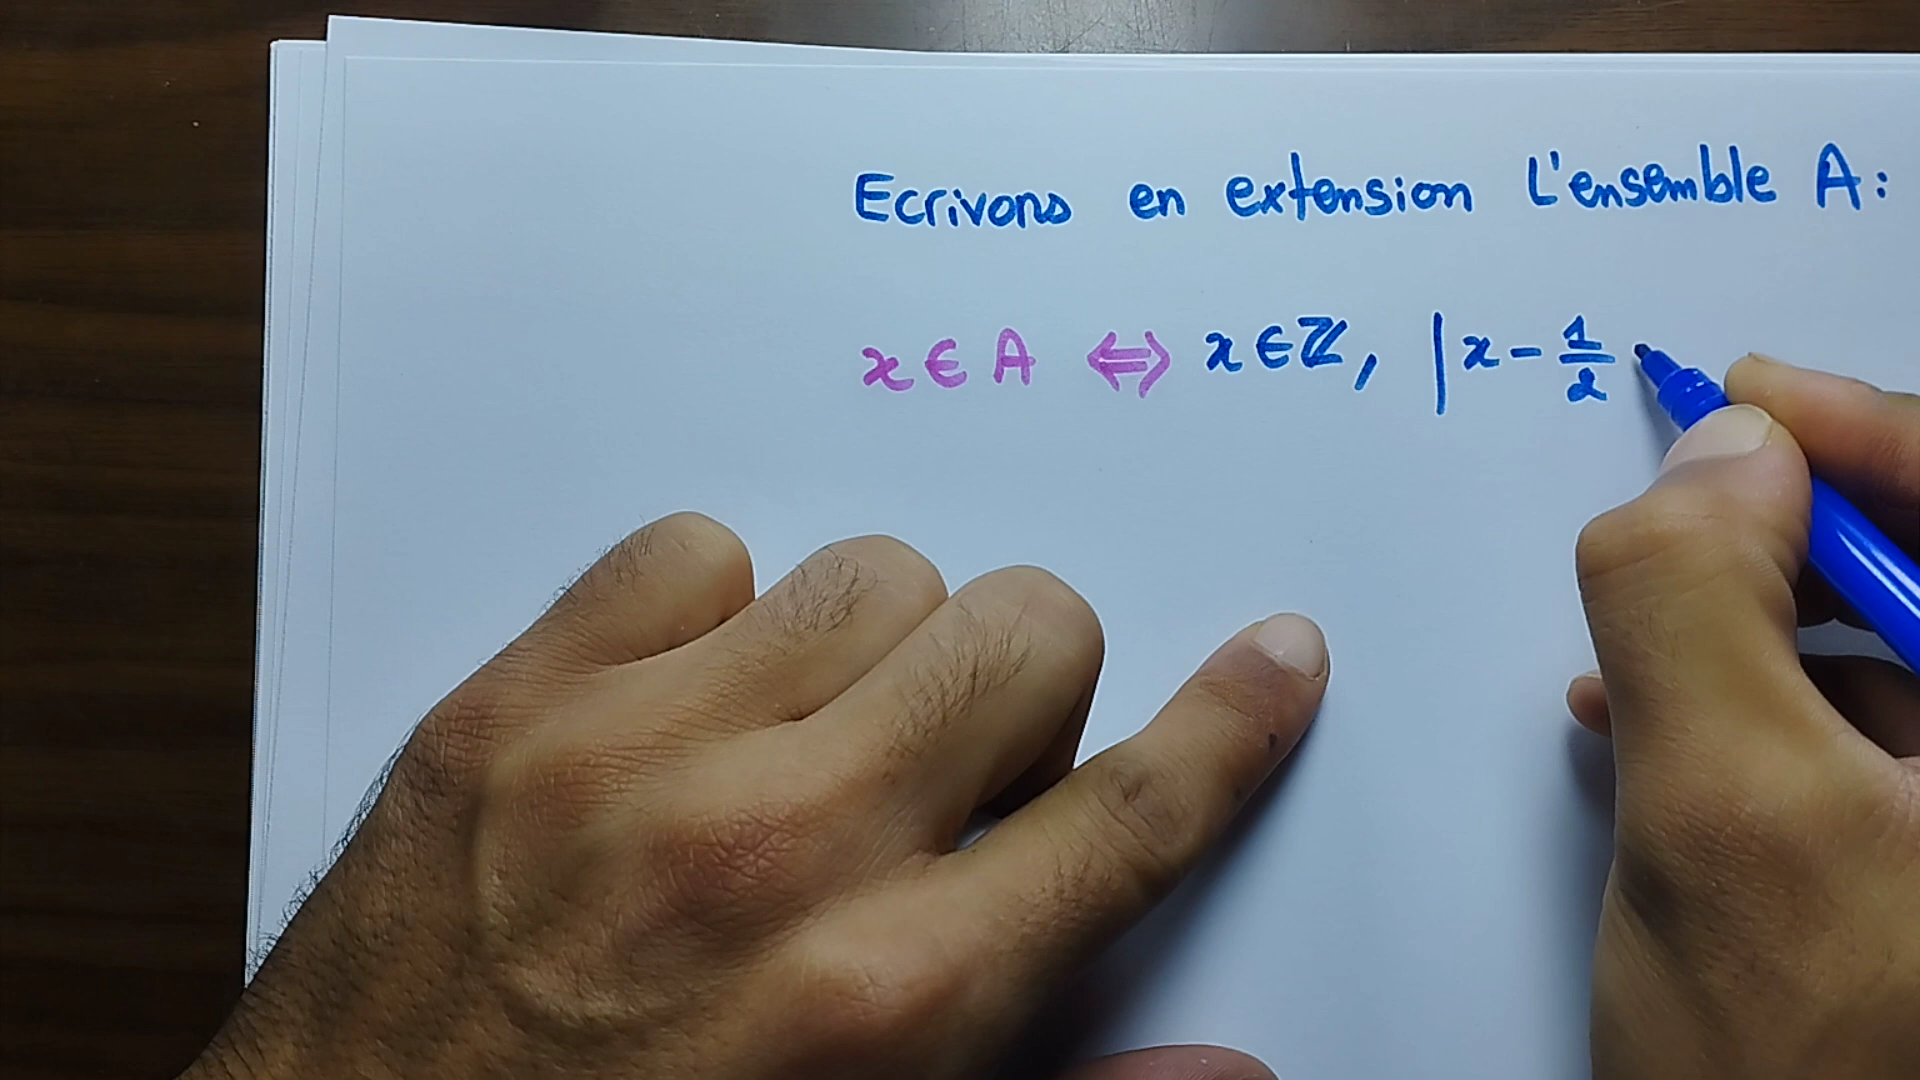 Ecrivons en extension L'ensemble A:
x ∈ A ⇔ x ∈ ℤ, |x - 1/2